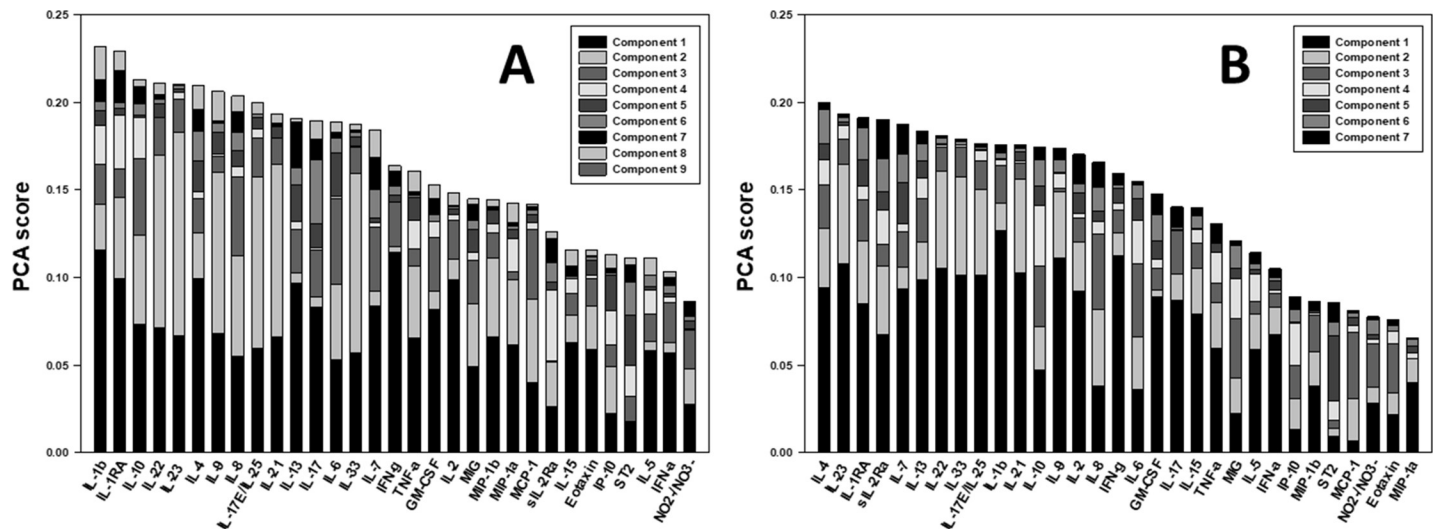 A
PCA score
0.25
0.20
0.15
0.10
0.05
0.00
Component 1
Component 2
Component 3
Component 4
Component 5
Component 6
Component 7
Component 8
Component 9
IL-1b
IL-1RA
IL-10
IL-22
IL-23
IL-4
IL-9
IL-8
IL-17E/IL-25
IL-21
IL-13
IL-17
IL-6
IL-33
IL-7
IFN-g
TNF-a
GM-CSF
IL-2
MIG
MIP-1b
MIP-1a
MCP-1
sIL-2Ra
IL-15
Eotaxin
IP-10
ST2
IL-5
IFN-a
NO2-/NO3-
B
PCA score
0.25
0.20
0.15
0.10
0.05
0.00
Component 1
Component 2
Component 3
Component 4
Component 5
Component 6
Component 7
IL-4
IL-23
IL-1RA
sIL-2Ra
IL-7
IL-13
IL-22
IL-33
IL-17E/IL-25
IL-1b
IL-21
IL-10
IL-9
IL-2
IL-8
IFN-g
IL-6
GM-CSF
IL-17
IL-15
TNF-a
MIG
IL-5
IFN-a
IP-10
MIP-1b
ST2
MCP-1
NO2-/NO3-
Eotaxin
MIP-1a